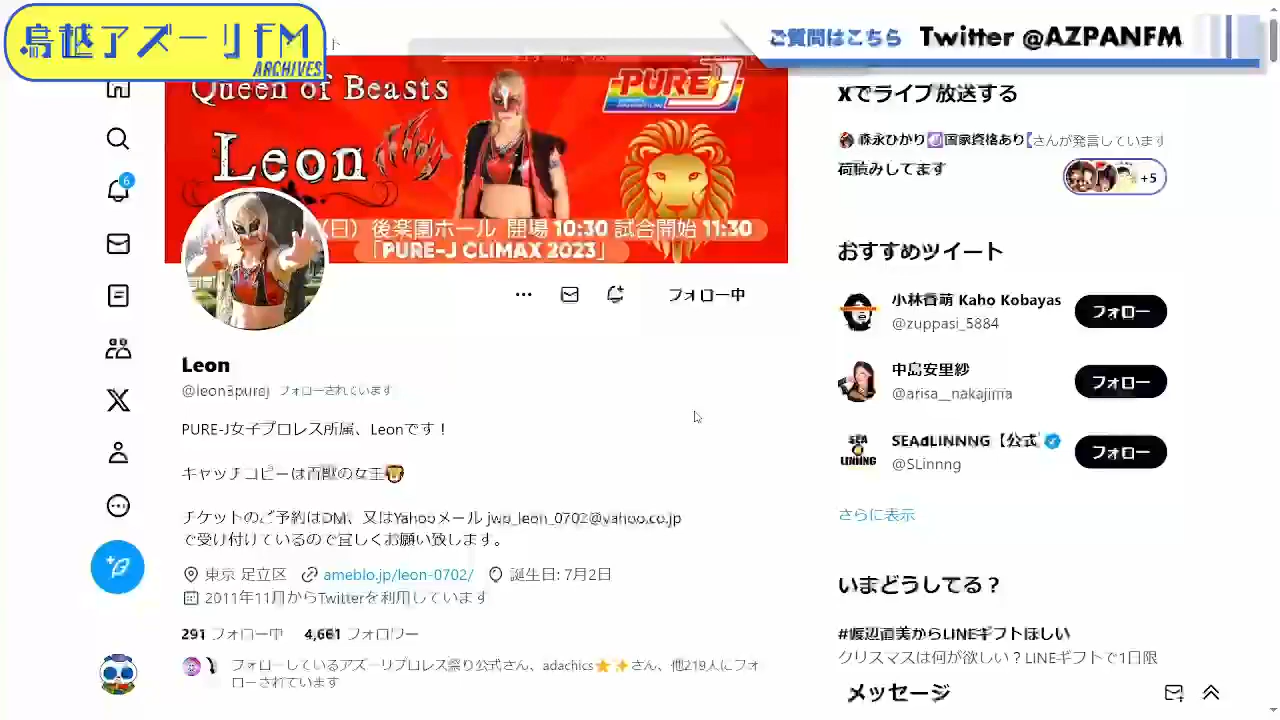 鳥越アズーリFM
ARCHIVES
ご質問はこちら Twitter @AZPANFM
Queen of Beasts
Leon
PURE-J
(日) 後楽園ホール 開場 10:30 試合開始 11:30
「PURE-J CLIMAX 2023」
フォロー中
Leon
@leon3purej フォローされています
PURE-J女子プロレス所属、Leonです！
キャッチコピーは百獣の女王
チケットのご予約はDM、又はYahooメール jwp_leon_0702@yahoo.co.jp
で受け付けているので宜しくお願い致します。
東京 足立区 ameblo.jp/leon-0702/ 誕生日: 7月2日
2011年11月からTwitterを利用しています
291 フォロー中 4,661 フォロワー
フォローしているアズーリプロレス祭り公式さん、adachics⭐✨さん、他219人にフォ
ローされています
6
Xでライブ放送する
森永ひかり 国家資格あり さんが発言しています
荷積みしてます
+5
おすすめツイート
小林香萌 Kaho Kobayas
@zuppasi_5884
フォロー
中島安里紗
@arisa__nakajima
フォロー
SEA LINNNG
SEAdLINNNG【公式
@SLinnng
フォロー
さらに表示
いまどうしてる？
#渡辺直美からLINEギフトほしい
クリスマスは何が欲しい？LINEギフトで1日限
メッセージ